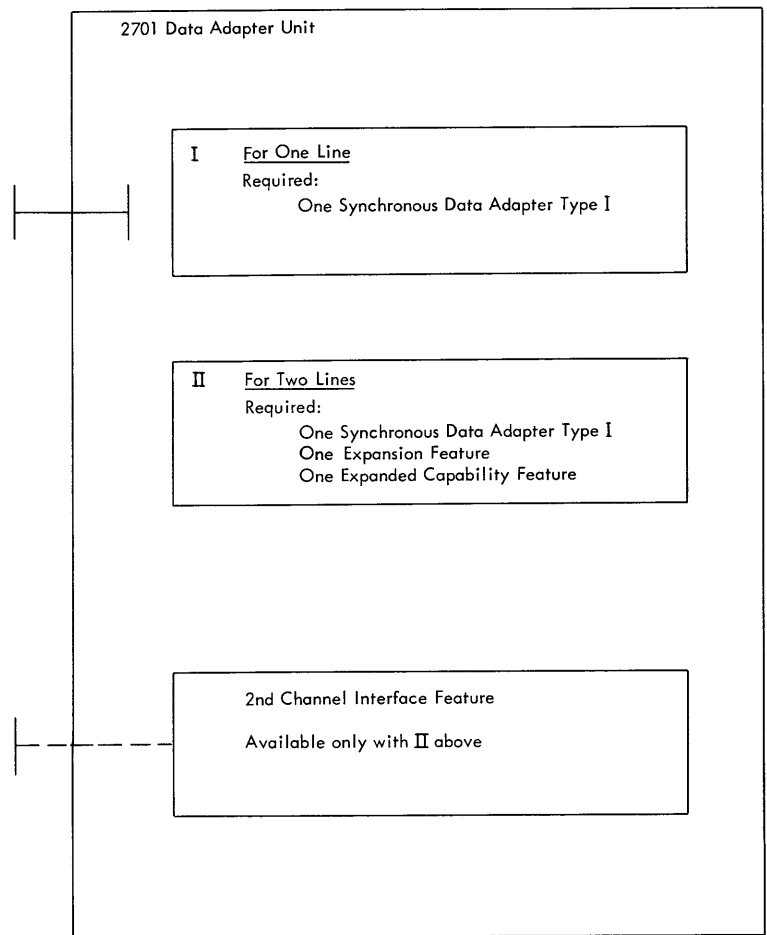 2701 Data Adapter Unit
I For One Line
Required:
One Synchronous Data Adapter Type I
II For Two Lines
Required:
One Synchronous Data Adapter Type I
One Expansion Feature
One Expanded Capability Feature
2nd Channel Interface Feature
Available only with II above